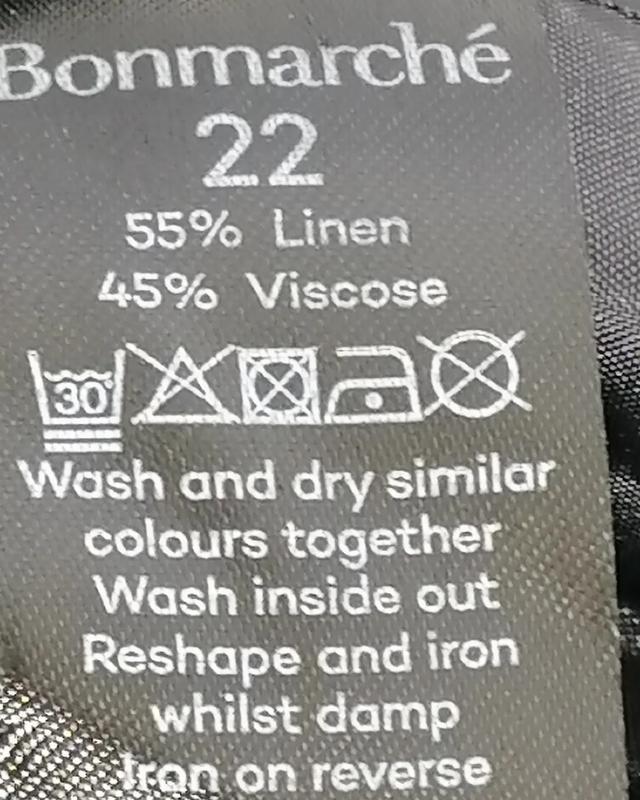 Bonmarché
22
55% Linen
45% Viscose
30°
Wash and dry similar
colours together
Wash inside out
Reshape and iron
whilst damp
Iron on reverse